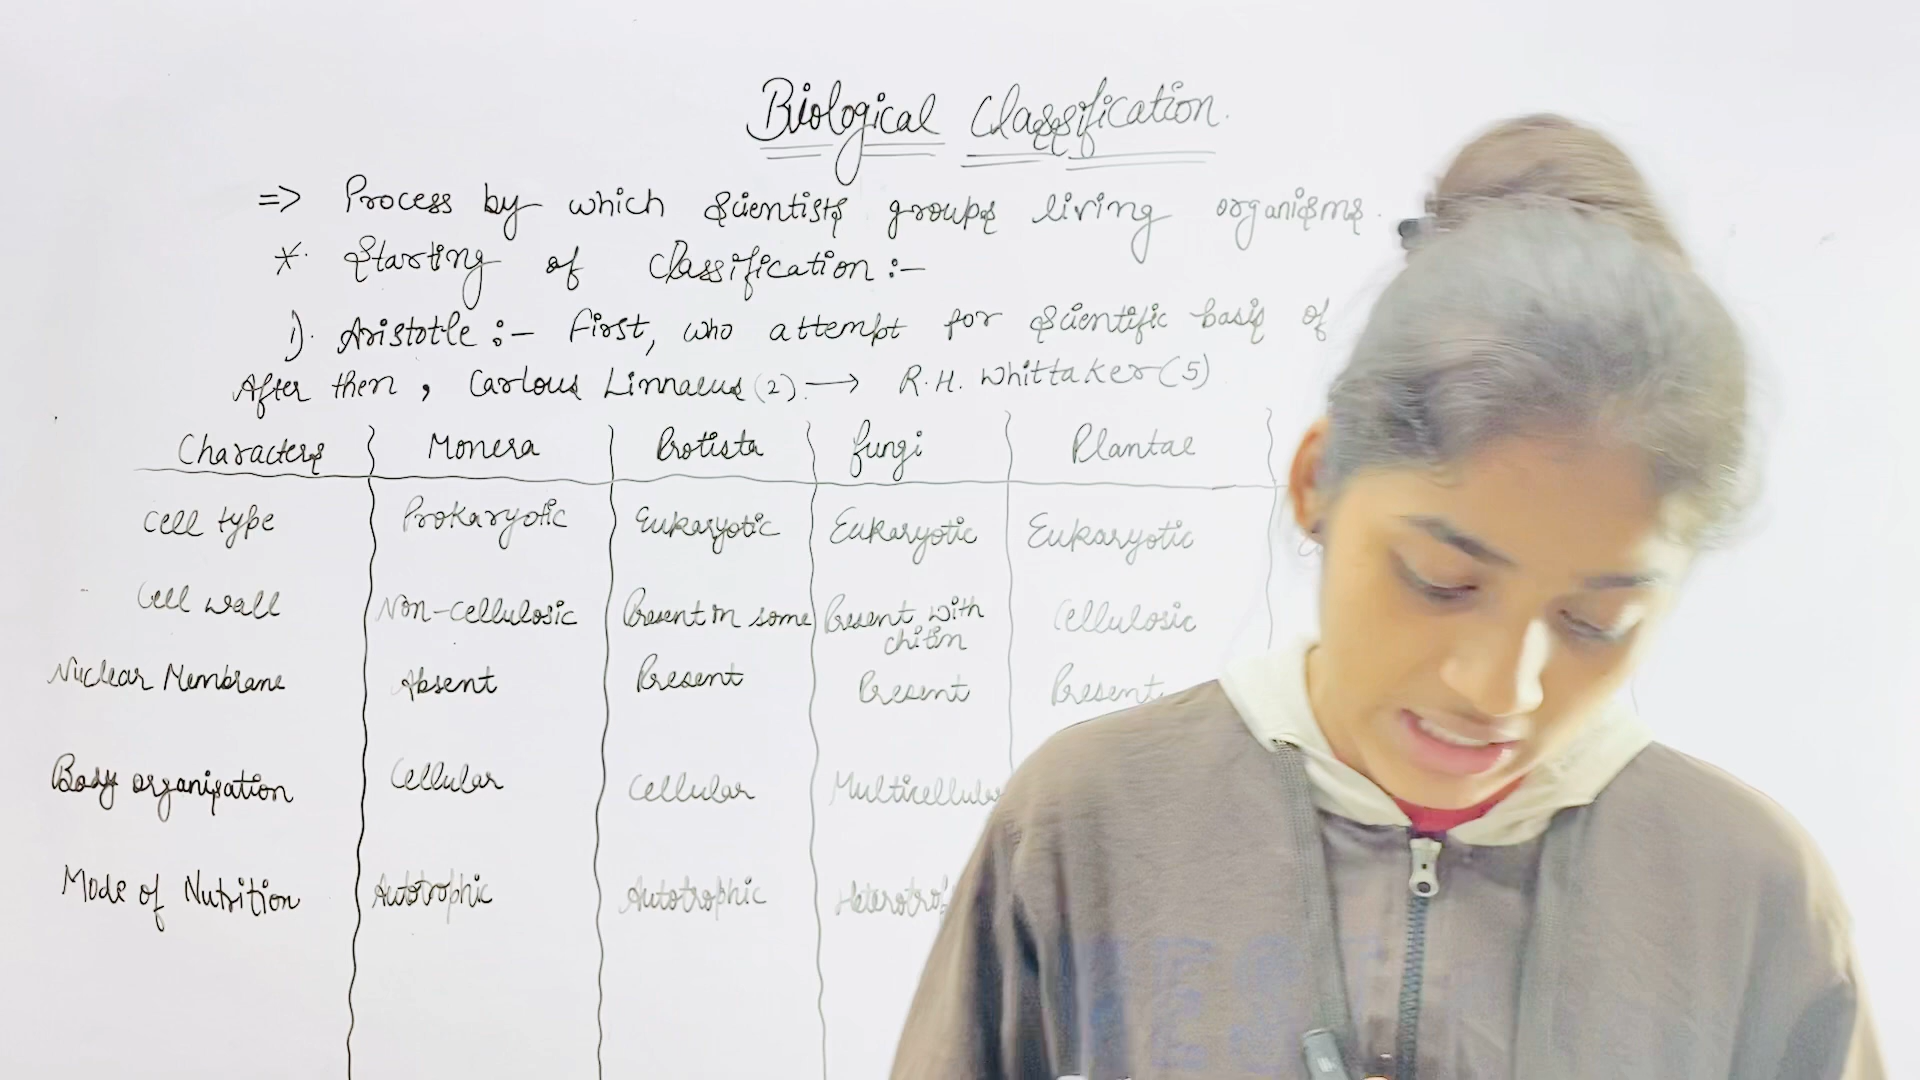 Biological Classification.
=> Process by which Scientists groups living organisms.
* Starting of Classification :-
1). Aristotle :- First, who attempt for scientific basis of
After then, Carlous Linnaeus (2). → R.H. Whittaker (5)
Characters Monera Protista fungi Plantae
Cell type Prokaryotic Eukaryotic Eukaryotic Eukaryotic
Cell wall Non-Cellulosic Present in some Present with chitin Cellulosic
Nuclear Membrane Absent Present Present Present
Body organisation Cellular Cellular Multicellular
Mode of Nutrition Autotrophic Autotrophic Heterotrop